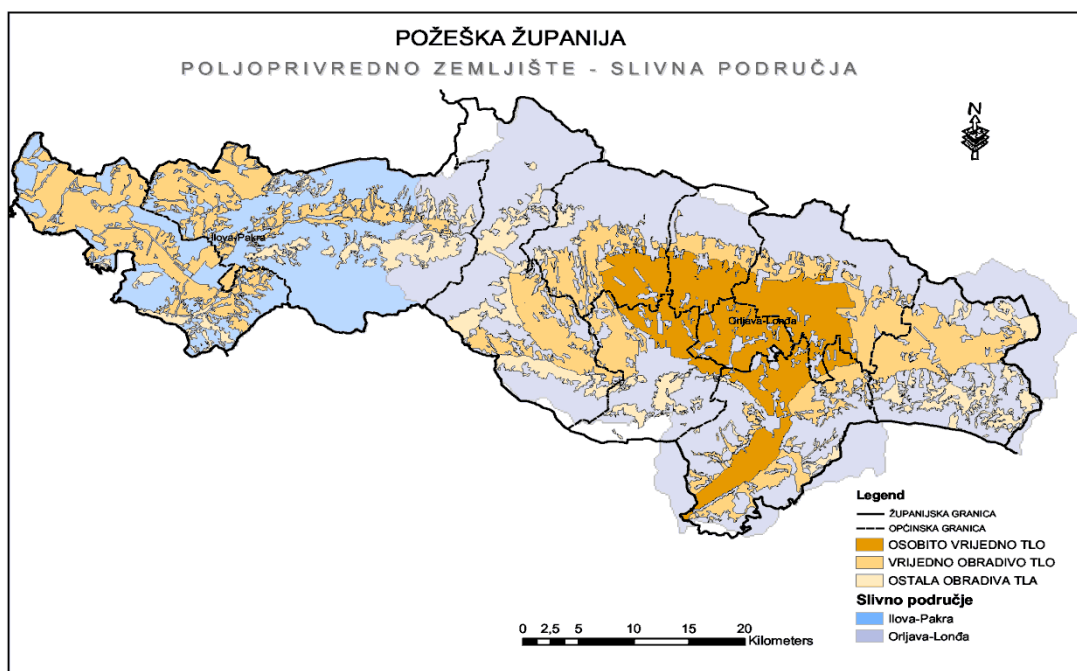 POŽEŠKA ŽUPANIJA
POLJOPRIVREDNO ZEMLJIŠTE - SLIVNA PODRUČJA
N
Ilova-Pakra
Orljava-Lonđa
Legend
ŽUPANIJSKA GRANICA
OPĆINSKA GRANICA
OSOBITO VRIJEDNO TLO
VRIJEDNO OBRADIVO TLO
OSTALA OBRADIVA TLA
Slivno područje
Ilova-Pakra
Orljava-Lonđa
0 2,5 5 10 15 20
Kilometers